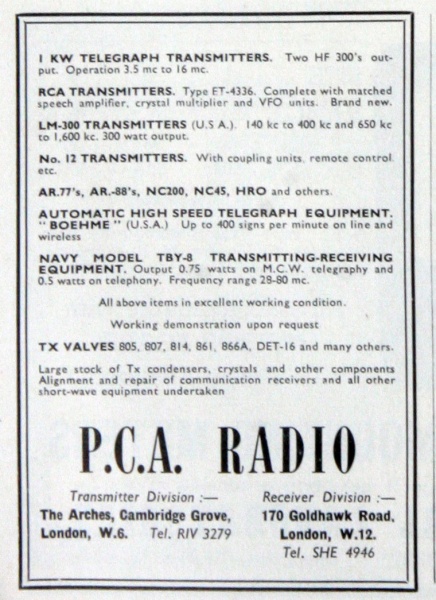 1 KW TELEGRAPH TRANSMITTERS. Two HF 300's out-
put. Operation 3.5 mc to 16 mc.
RCA TRANSMITTERS. Type ET-4336. Complete with matched
speech amplifier, crystal multiplier and VFO units. Brand new.
LM-300 TRANSMITTERS (U.S A.). 140 kc to 400 kc and 650 kc
to 1,600 kc. 300 watt output.
No. 12 TRANSMITTERS. With coupling units, remote control
etc.
AR.77's, AR.-88's, NC200, NC45, HRO and others.
AUTOMATIC HIGH SPEED TELEGRAPH EQUIPMENT.
" BOEHME " (U.S.A.) Up to 400 signs per minute on line and
wireless
NAVY MODEL TBY-8 TRANSMITTING-RECEIVING
EQUIPMENT. Output 0.75 watts on M.C.W. telegraphy and
0.5 watts on telephony. Frequency range 28-80 mc.
All above items in excellent working condition.
Working demonstration upon request
TX VALVES 805, 807, 814, 861, 866A, DET-16 and many others.
Large stock of Tx condensers, crystals and other components
Alignment and repair of communication receivers and all other
short-wave equipment undertaken
P.C.A. RADIO
Transmitter Division :—
The Arches, Cambridge Grove,
London, W.6. Tel. RIV 3279
Receiver Division :—
170 Goldhawk Road,
London, W.12.
Tel. SHE 4946